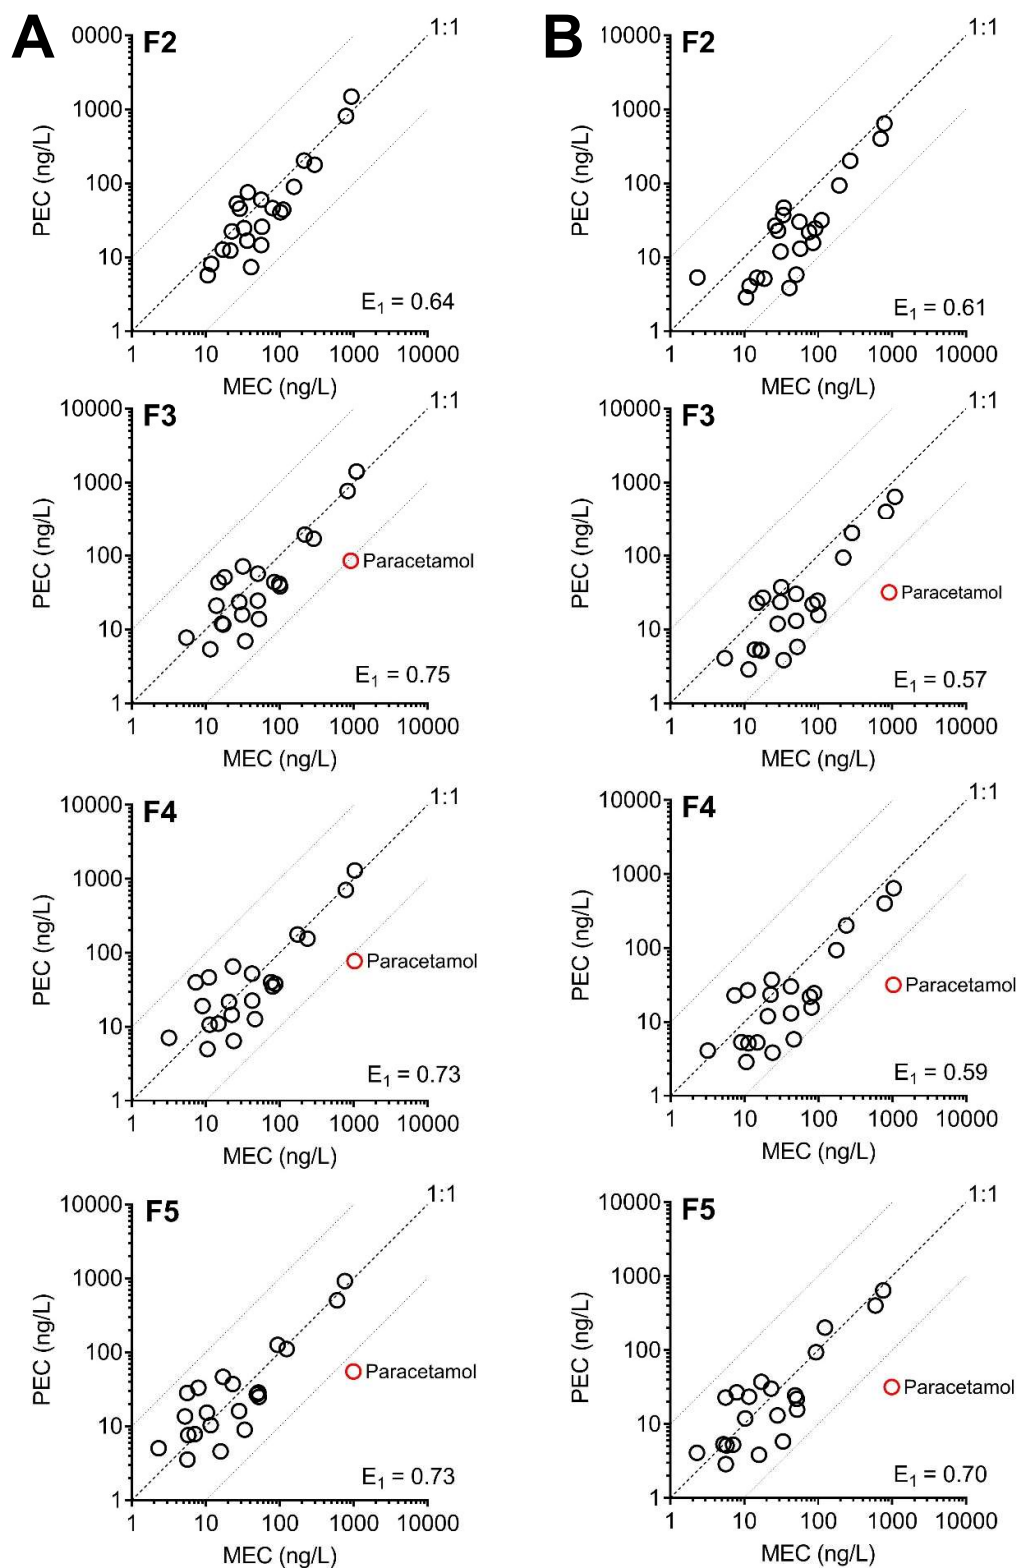 A
B
F2
1:1
0000
1000
100
10
1
PEC (ng/L)
E1 = 0.64
1 10 100 1000 10000
MEC (ng/L)
F2
1:1
10000
1000
100
10
1
PEC (ng/L)
E1 = 0.61
1 10 100 1000 10000
MEC (ng/L)
F3
1:1
10000
1000
100
10
1
PEC (ng/L)
Paracetamol
E1 = 0.75
1 10 100 1000 10000
MEC (ng/L)
F3
1:1
10000
1000
100
10
1
PEC (ng/L)
Paracetamol
E1 = 0.57
1 10 100 1000 10000
MEC (ng/L)
F4
1:1
10000
1000
100
10
1
PEC (ng/L)
Paracetamol
E1 = 0.73
1 10 100 1000 10000
MEC (ng/L)
F4
1:1
10000
1000
100
10
1
PEC (ng/L)
Paracetamol
E1 = 0.59
1 10 100 1000 10000
MEC (ng/L)
F5
1:1
10000
1000
100
10
1
PEC (ng/L)
Paracetamol
E1 = 0.73
1 10 100 1000 10000
MEC (ng/L)
F5
1:1
10000
1000
100
10
1
PEC (ng/L)
Paracetamol
E1 = 0.70
1 10 100 1000 10000
MEC (ng/L)